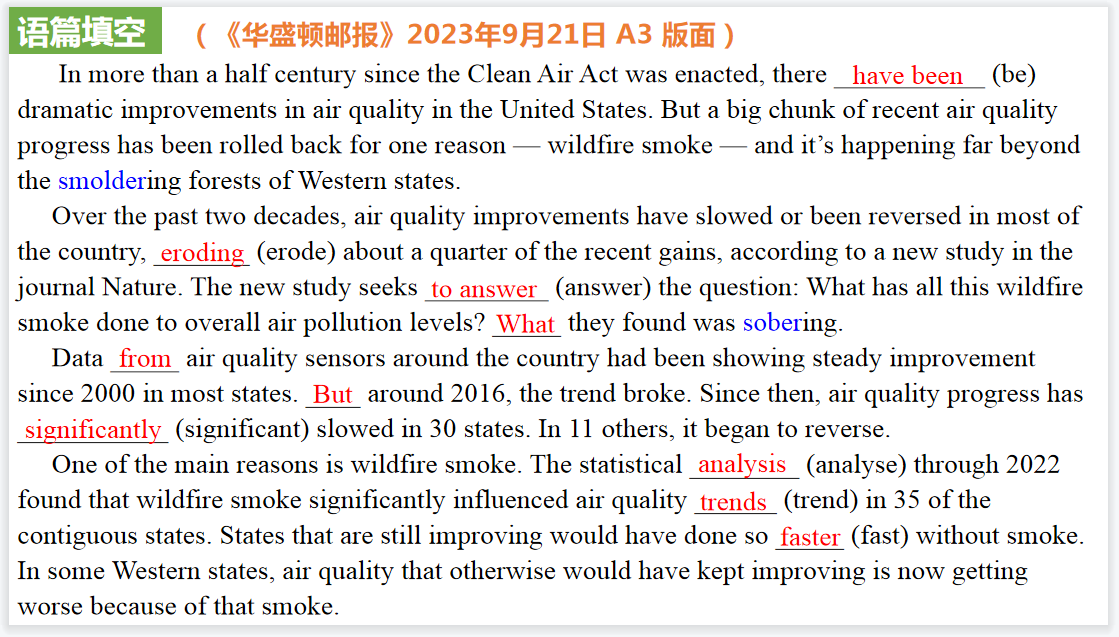 语篇填空 （《华盛顿邮报》2023年9月21日 A3 版面）
In more than a half century since the Clean Air Act was enacted, there have been (be)
dramatic improvements in air quality in the United States. But a big chunk of recent air quality
progress has been rolled back for one reason — wildfire smoke — and it’s happening far beyond
the smoldering forests of Western states.
Over the past two decades, air quality improvements have slowed or been reversed in most of
the country, eroding (erode) about a quarter of the recent gains, according to a new study in the
journal Nature. The new study seeks to answer (answer) the question: What has all this wildfire
smoke done to overall air pollution levels? What they found was sobering.
Data from air quality sensors around the country had been showing steady improvement
since 2000 in most states. But around 2016, the trend broke. Since then, air quality progress has
significantly (significant) slowed in 30 states. In 11 others, it began to reverse.
One of the main reasons is wildfire smoke. The statistical analysis (analyse) through 2022
found that wildfire smoke significantly influenced air quality trends (trend) in 35 of the
contiguous states. States that are still improving would have done so faster (fast) without smoke.
In some Western states, air quality that otherwise would have kept improving is now getting
worse because of that smoke.